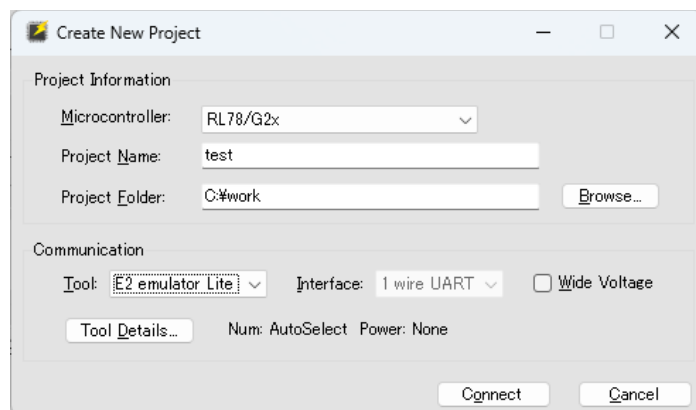 Create New Project
Project Information
Microcontroller: RL78/G2x
Project Name: test
Project Folder: C:¥work Browse...
Communication
Tool: E2 emulator Lite Interface: 1 wire UART Wide Voltage
Tool Details... Num: AutoSelect Power: None
Connect Cancel